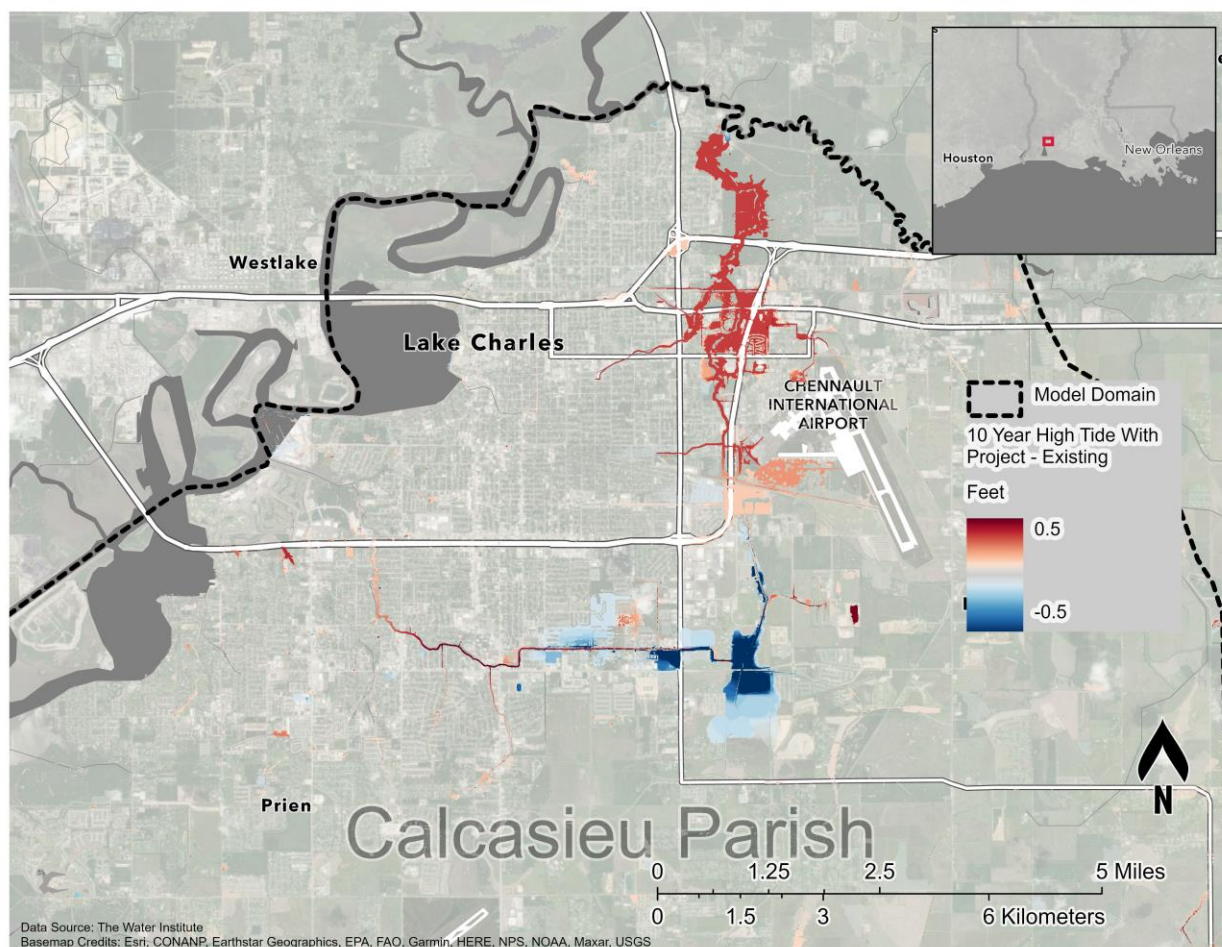 Houston
New Orleans
Westlake
Lake Charles
CHENNAULT
INTERNATIONAL
AIRPORT
Model Domain
10 Year High Tide With
Project - Existing
Feet
0.5
-0.5
Prien
Calcasieu Parish
N
0 1.25 2.5 5 Miles
0 1.5 3 6 Kilometers
Data Source: The Water Institute
Basemap Credits: Esri, CONANP, Earthstar Geographics, EPA, FAO, Garmin, HERE, NPS, NOAA, Maxar, USGS